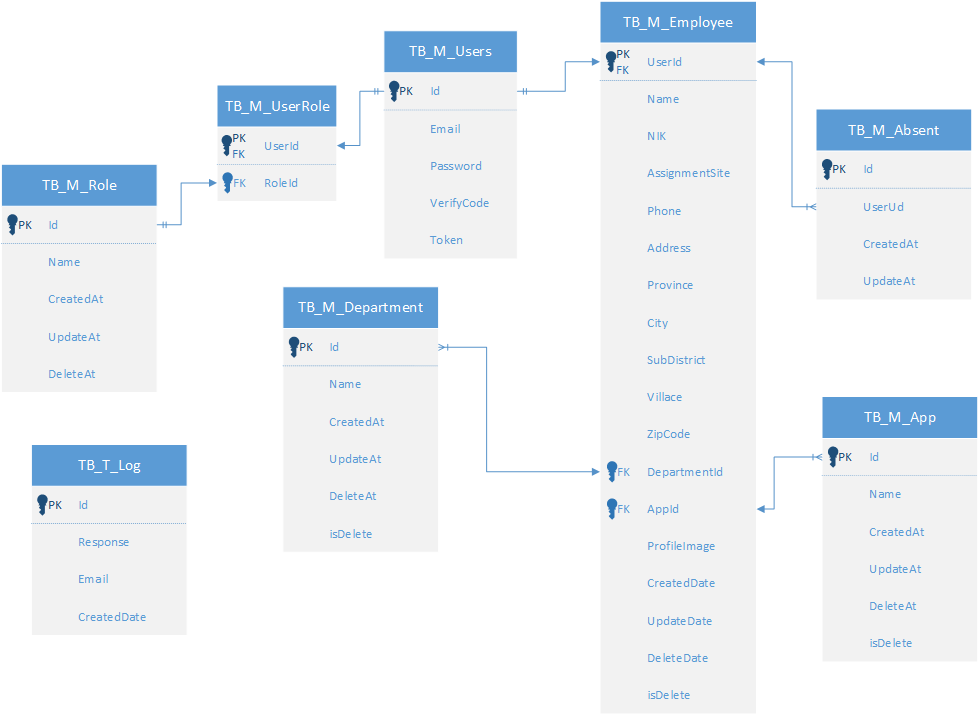 TB_M_Employee
PK
FK
UserId
Name
NIK
AssignmentSite
Phone
Address
Province
City
SubDistrict
Villace
ZipCode
FK DepartmentId
FK AppId
ProfileImage
CreatedDate
UpdateDate
DeleteDate
isDelete
TB_M_Users
PK Id
Email
Password
VerifyCode
Token
TB_M_UserRole
PK
FK
UserId
FK RoleId
TB_M_Role
PK Id
Name
CreatedAt
UpdateAt
DeleteAt
TB_M_Absent
PK Id
UserUd
CreatedAt
UpdateAt
TB_M_Department
PK Id
Name
CreatedAt
UpdateAt
DeleteAt
isDelete
TB_M_App
PK Id
Name
CreatedAt
UpdateAt
DeleteAt
isDelete
TB_T_Log
PK Id
Response
Email
CreatedDate